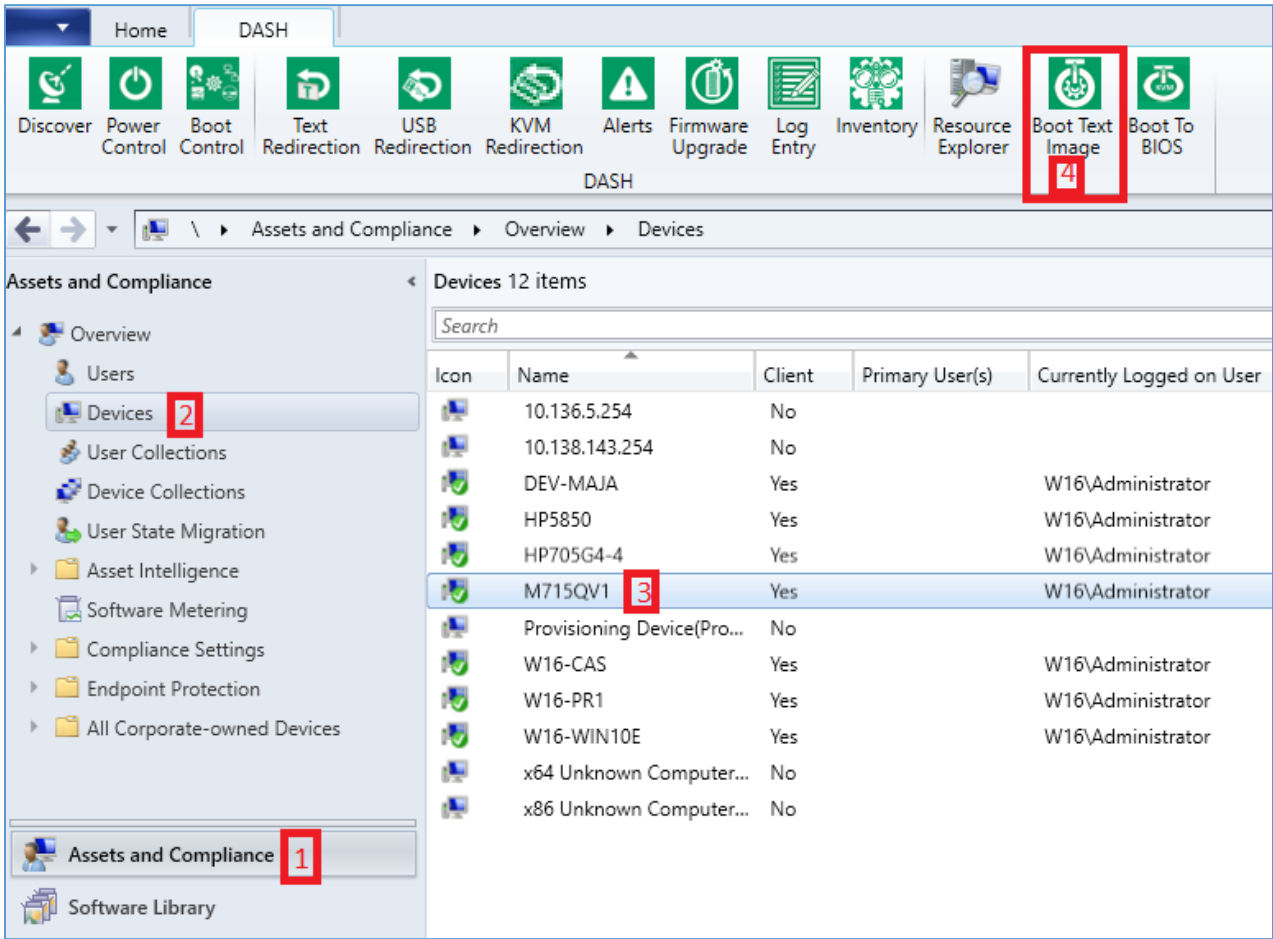 Home DASH
Discover Power Control Boot Control Text Redirection USB Redirection KVM Redirection Alerts Firmware Upgrade Log Entry Inventory Resource Explorer Boot Text Image Boot To BIOS
KVM
4
DASH
\ Assets and Compliance Overview Devices
Assets and Compliance
Overview
Users
Devices 2
User Collections
Device Collections
User State Migration
Asset Intelligence
Software Metering
Compliance Settings
Endpoint Protection
All Corporate-owned Devices
Assets and Compliance 1
Software Library
Devices 12 items
Search
Icon Name Client Primary User(s) Currently Logged on User
10.136.5.254 No
10.138.143.254 No
DEV-MAJA Yes W16\Administrator
HP5850 Yes W16\Administrator
HP705G4-4 Yes W16\Administrator
M715QV1 3 Yes W16\Administrator
Provisioning Device(Pro... No
W16-CAS Yes W16\Administrator
W16-PR1 Yes W16\Administrator
W16-WIN10E Yes W16\Administrator
x64 Unknown Computer... No
x86 Unknown Computer... No